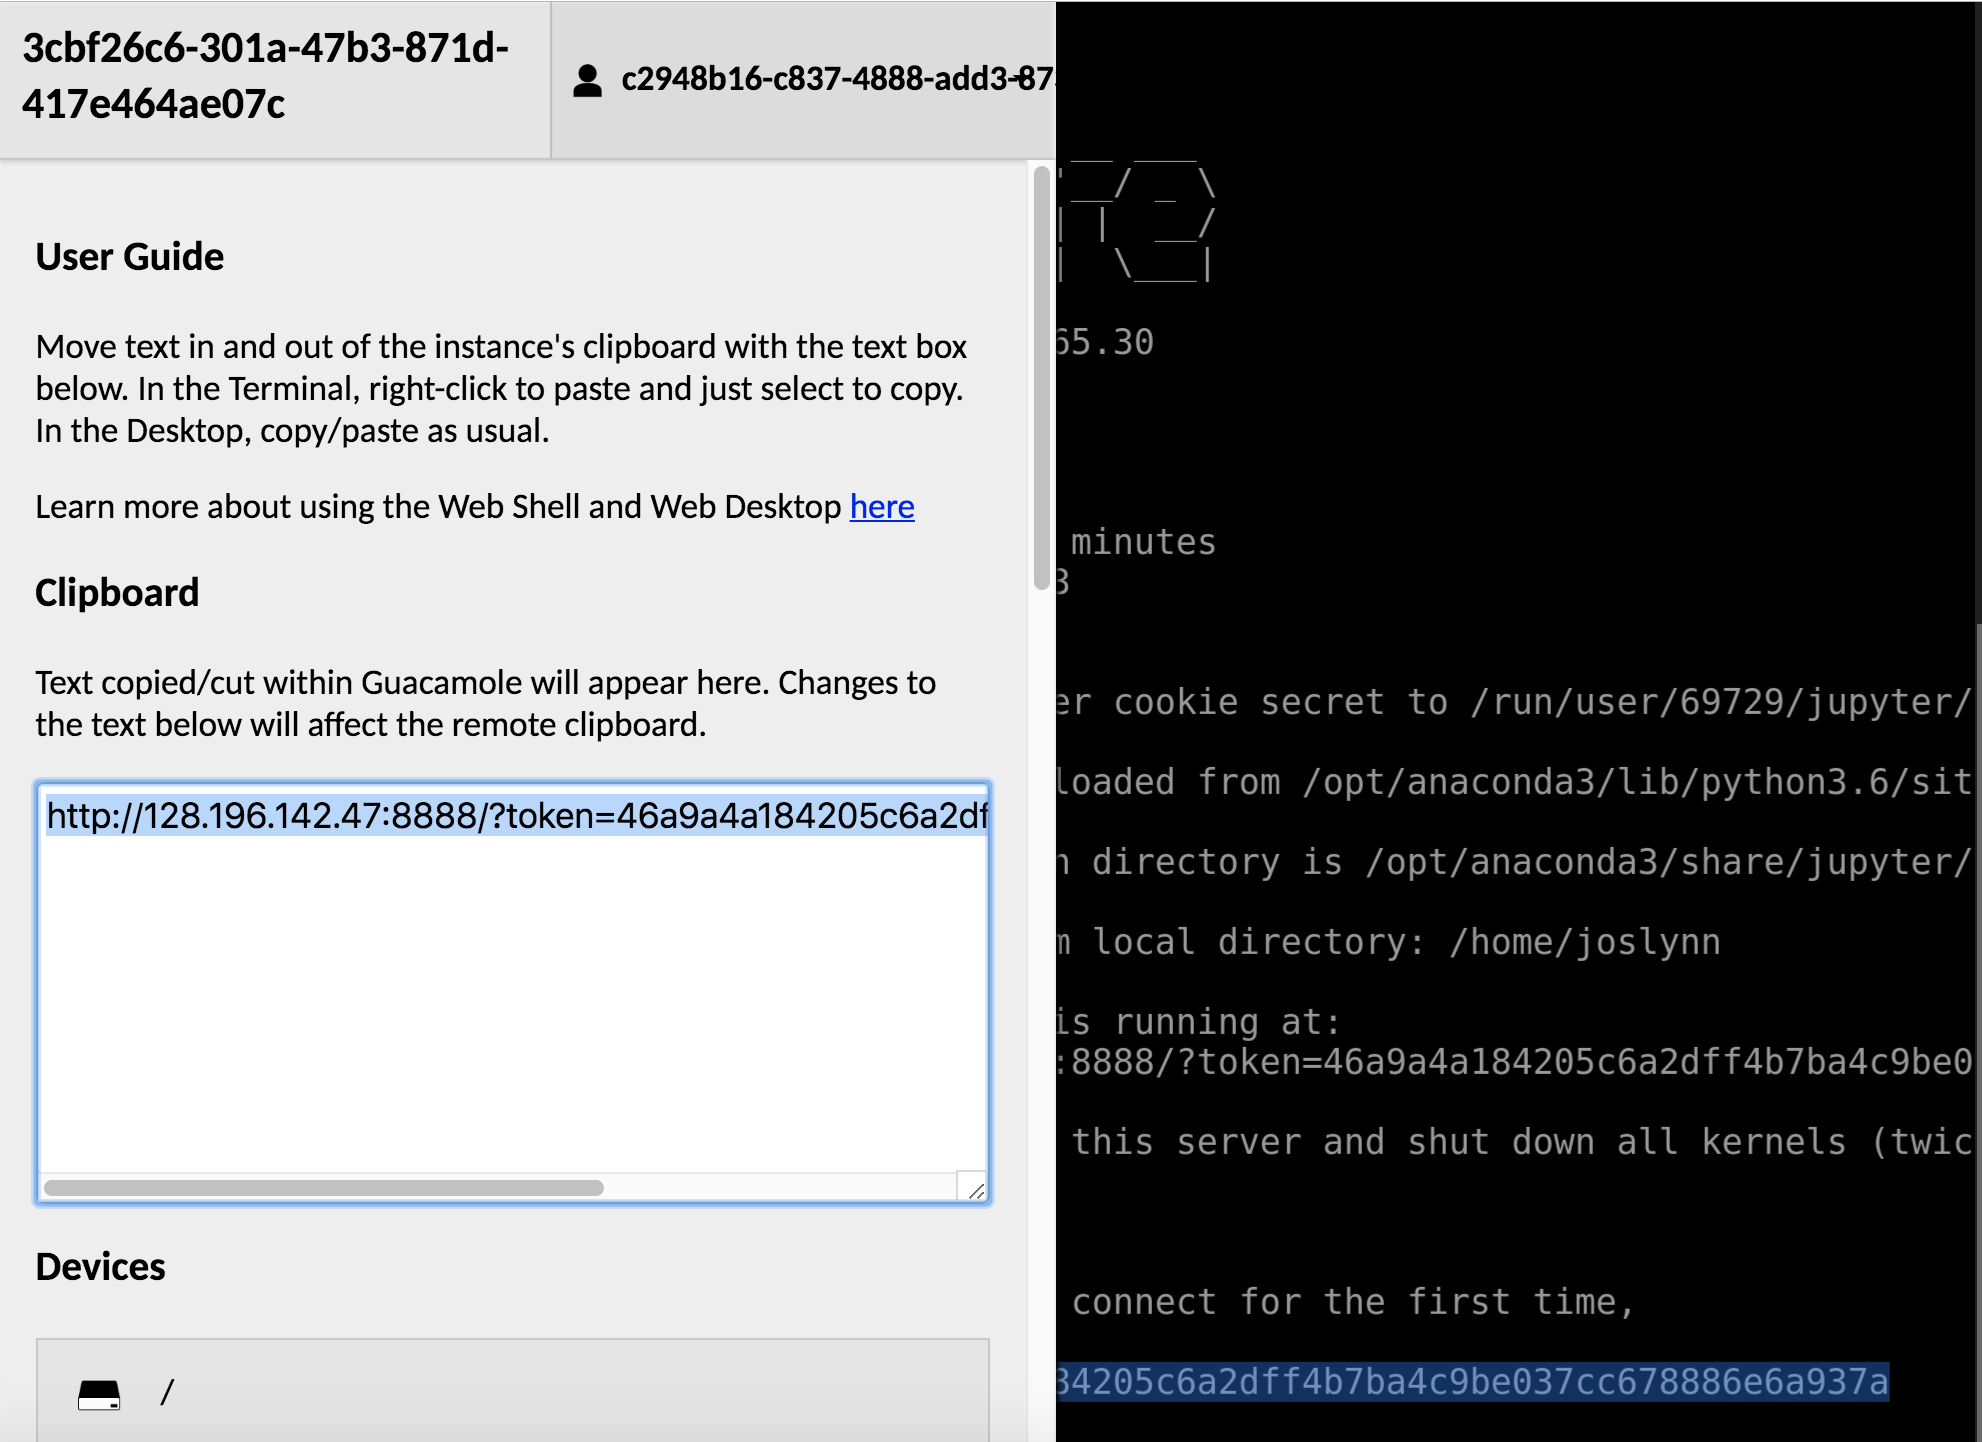 3cbf26c6-301a-47b3-871d-
417e464ae07c
c2948b16-c837-4888-add3-87
User Guide
Move text in and out of the instance's clipboard with the text box
below. In the Terminal, right-click to paste and just select to copy.
In the Desktop, copy/paste as usual.
Learn more about using the Web Shell and Web Desktop here
Clipboard
Text copied/cut within Guacamole will appear here. Changes to
the text below will affect the remote clipboard.
http://128.196.142.47:8888/?token=46a9a4a184205c6a2df
Devices
/
65.30
minutes
3
er cookie secret to /run/user/69729/jupyter/
loaded from /opt/anaconda3/lib/python3.6/sit
n directory is /opt/anaconda3/share/jupyter/
m local directory: /home/joslynn
is running at:
:8888/?token=46a9a4a184205c6a2dff4b7ba4c9be0
this server and shut down all kernels (twic
connect for the first time,
84205c6a2dff4b7ba4c9be037cc678886e6a937a